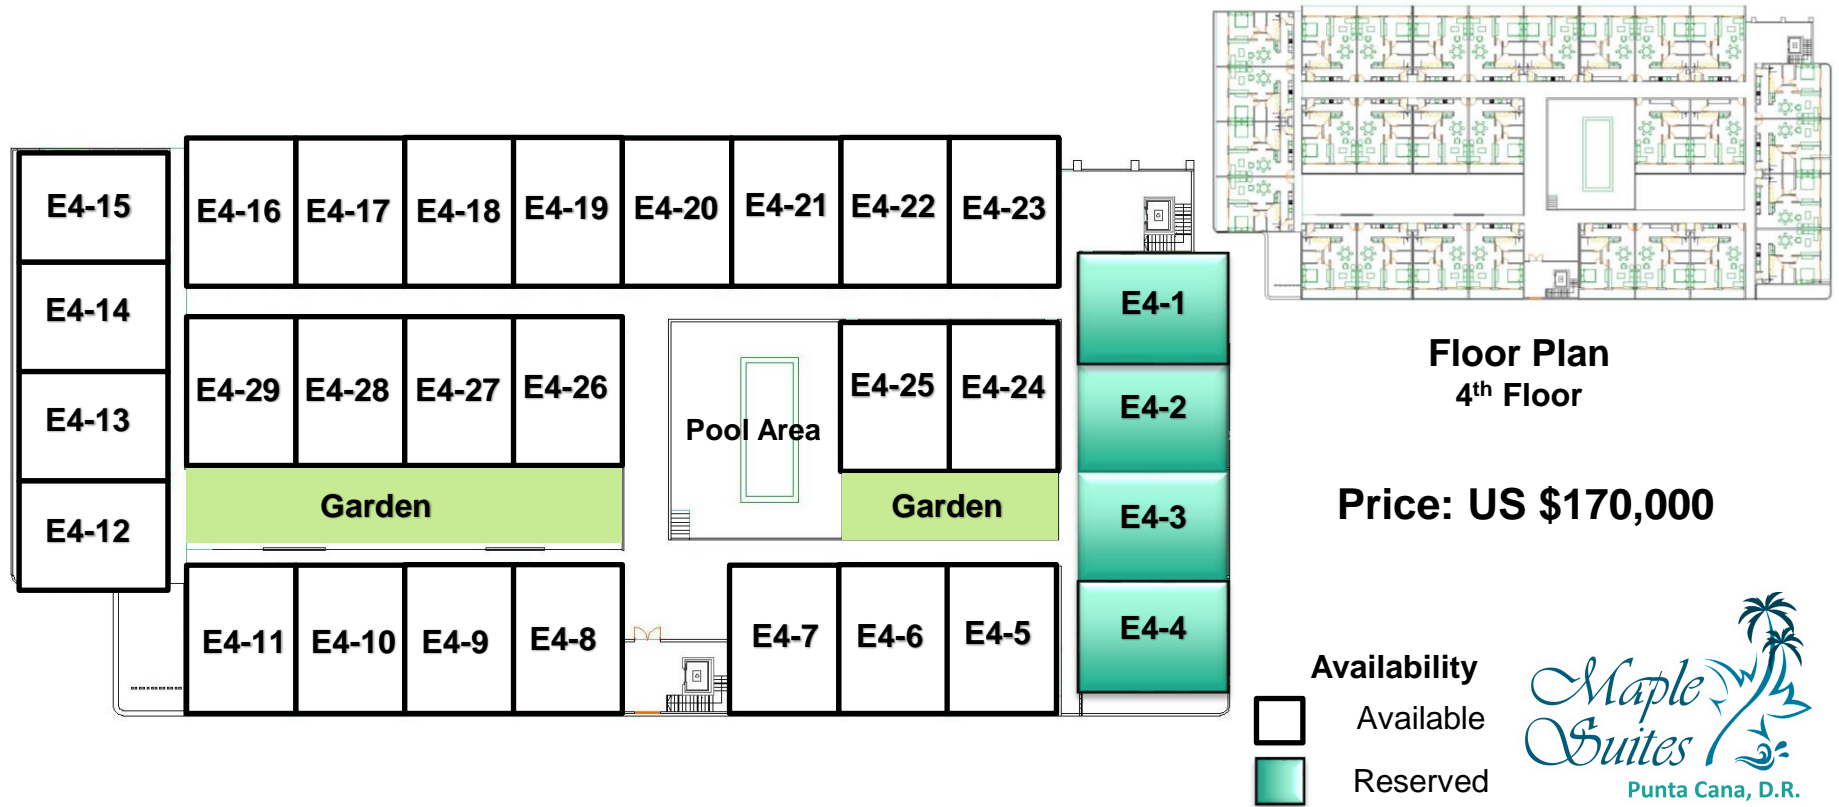 E4-15
E4-16
E4-17
E4-18
E4-19
E4-20
E4-21
E4-22
E4-23
E4-14
E4-1
E4-13
E4-29
E4-28
E4-27
E4-26
Pool Area
E4-25
E4-24
E4-2
E4-12
Garden
Garden
E4-3
E4-11
E4-10
E4-9
E4-8
E4-7
E4-6
E4-5
E4-4
Floor Plan
4th Floor
Price: US $170,000
Availability
Available
Reserved
Maple
Suites
Punta Cana, D.R.